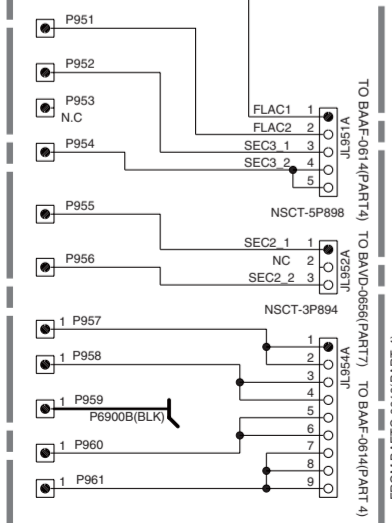 P951
P952
P953
N.C
P954
P955
P956
1 P957
1 P958
1 P959
P6900B(BLK)
1 P960
1 P961
FLAC1 1
FLAC2 2
SEC3_1 3
SEC3_2 4
5
JL951A
NSCT-5P898
TO BAAF-0614(PART4)
SEC2_1 1
NC 2
SEC2_2 3
JL952A
NSCT-3P894
TO BAVD-0656(PART7)
1
2
3
4
5
6
7
8
9
JL954A
TO BAAF-0614(PART 4)